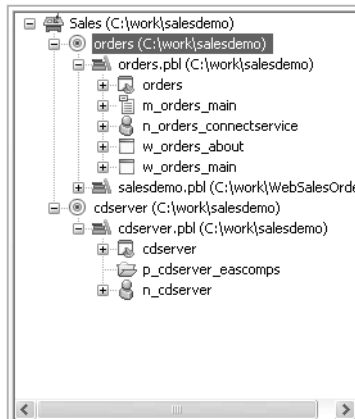 Sales (C:\work\salesdemo)
orders (C:\work\salesdemo)
orders.pbl (C:\work\salesdemo)
orders
m_orders_main
n_orders_connectservice
w_orders_about
w_orders_main
salesdemo.pbl (C:\work\WebSalesOrde
cdserver (C:\work\salesdemo)
cdserver.pbl (C:\work\salesdemo)
cdserver
p_cdserver_eascomps
n_cdserver